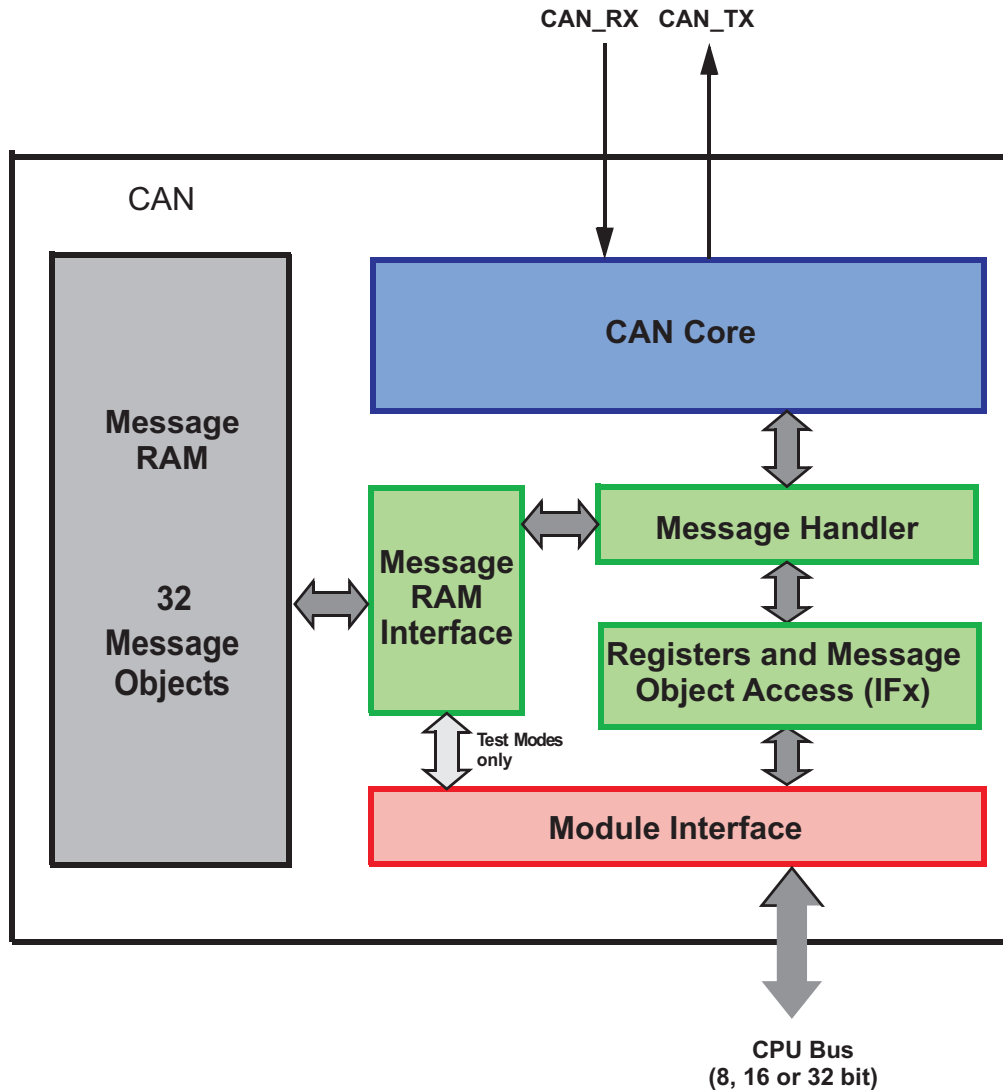 CAN_RX CAN_TX
CAN
CAN Core
Message
RAM
32
Message
Objects
Message Handler
Message
RAM
Interface
Registers and Message
Object Access (IFx)
Test Modes
only
Module Interface
CPU Bus
(8, 16 or 32 bit)